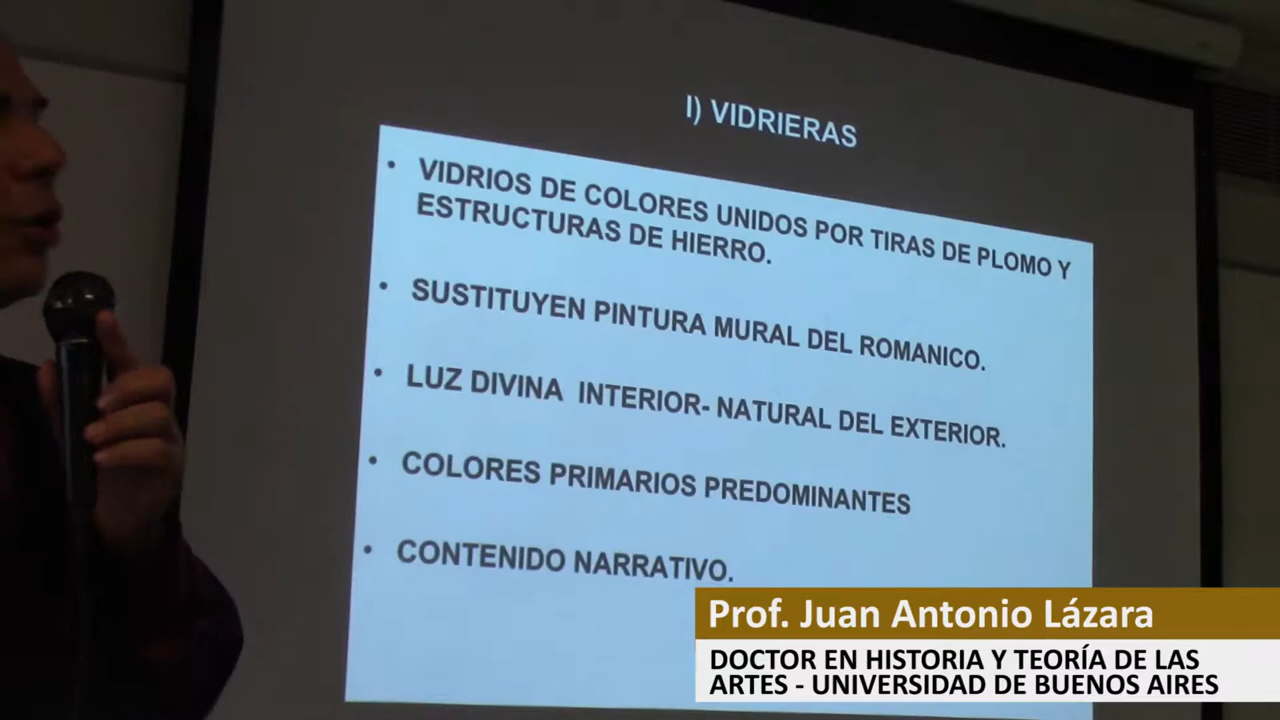 I) VIDRIERAS
• VIDRIOS DE COLORES UNIDOS POR TIRAS DE PLOMO Y
ESTRUCTURAS DE HIERRO.
• SUSTITUYEN PINTURA MURAL DEL ROMANICO.
• LUZ DIVINA INTERIOR- NATURAL DEL EXTERIOR.
• COLORES PRIMARIOS PREDOMINANTES
• CONTENIDO NARRATIVO.
Prof. Juan Antonio Lázara
DOCTOR EN HISTORIA Y TEORÍA DE LAS
ARTES - UNIVERSIDAD DE BUENOS AIRES